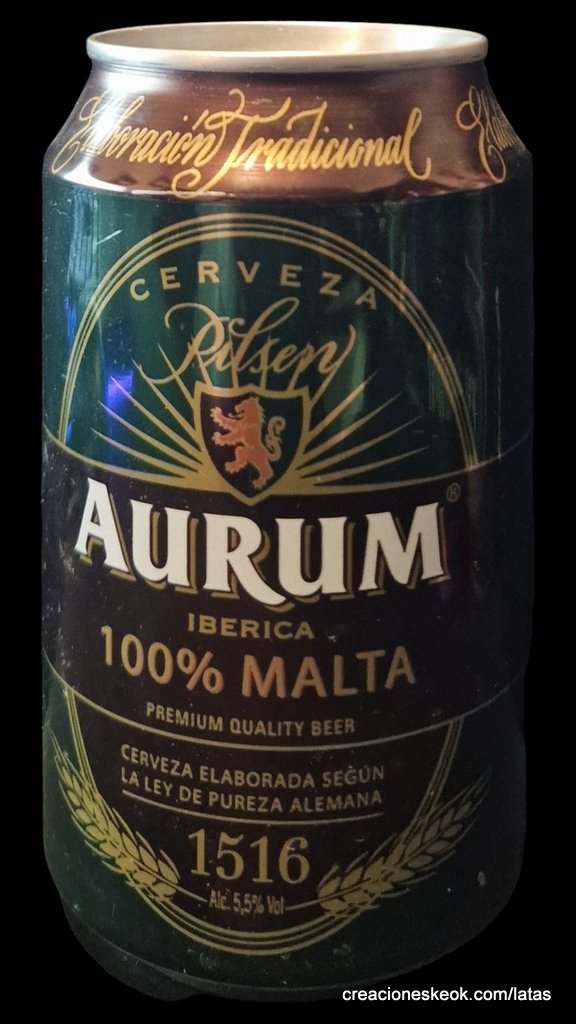 Elaboración Tradicional
CERVEZA
Pilsen
AURUM®
IBERICA
100% MALTA
PREMIUM QUALITY BEER
CERVEZA ELABORADA SEGÚN
LA LEY DE PUREZA ALEMANA
1516
Alc. 5,5% Vol
creacioneskeok.com/latas